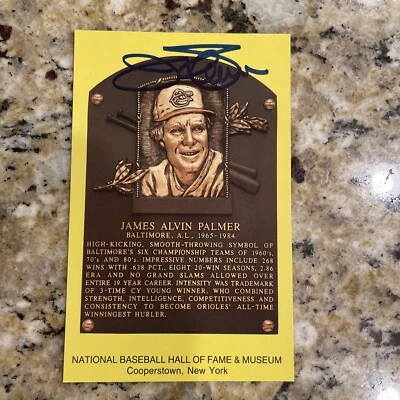 JAMES ALVIN PALMER
BALTIMORE, A.L., 1965-1984
HIGH-KICKING, SMOOTH-THROWING SYMBOL OF
BALTIMORE'S SIX CHAMPIONSHIP TEAMS OF 1960's,
70's AND 80's. IMPRESSIVE NUMBERS INCLUDE 268
WINS WITH .638 PCT., EIGHT 20-WIN SEASONS, 2.86
ERA AND NO GRAND SLAMS ALLOWED OVER
ENTIRE 19 YEAR CAREER. INTENSITY WAS TRADEMARK
OF 3-TIME CY YOUNG WINNER, WHO COMBINED
STRENGTH, INTELLIGENCE, COMPETITIVENESS AND
CONSISTENCY TO BECOME ORIOLES' ALL-TIME
WINNINGEST HURLER.
NATIONAL BASEBALL HALL OF FAME & MUSEUM
Cooperstown, New York